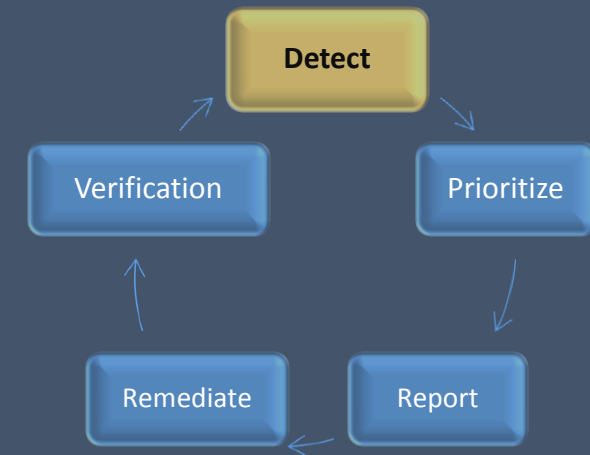 Detect
Verification
Prioritize
Remediate
Report